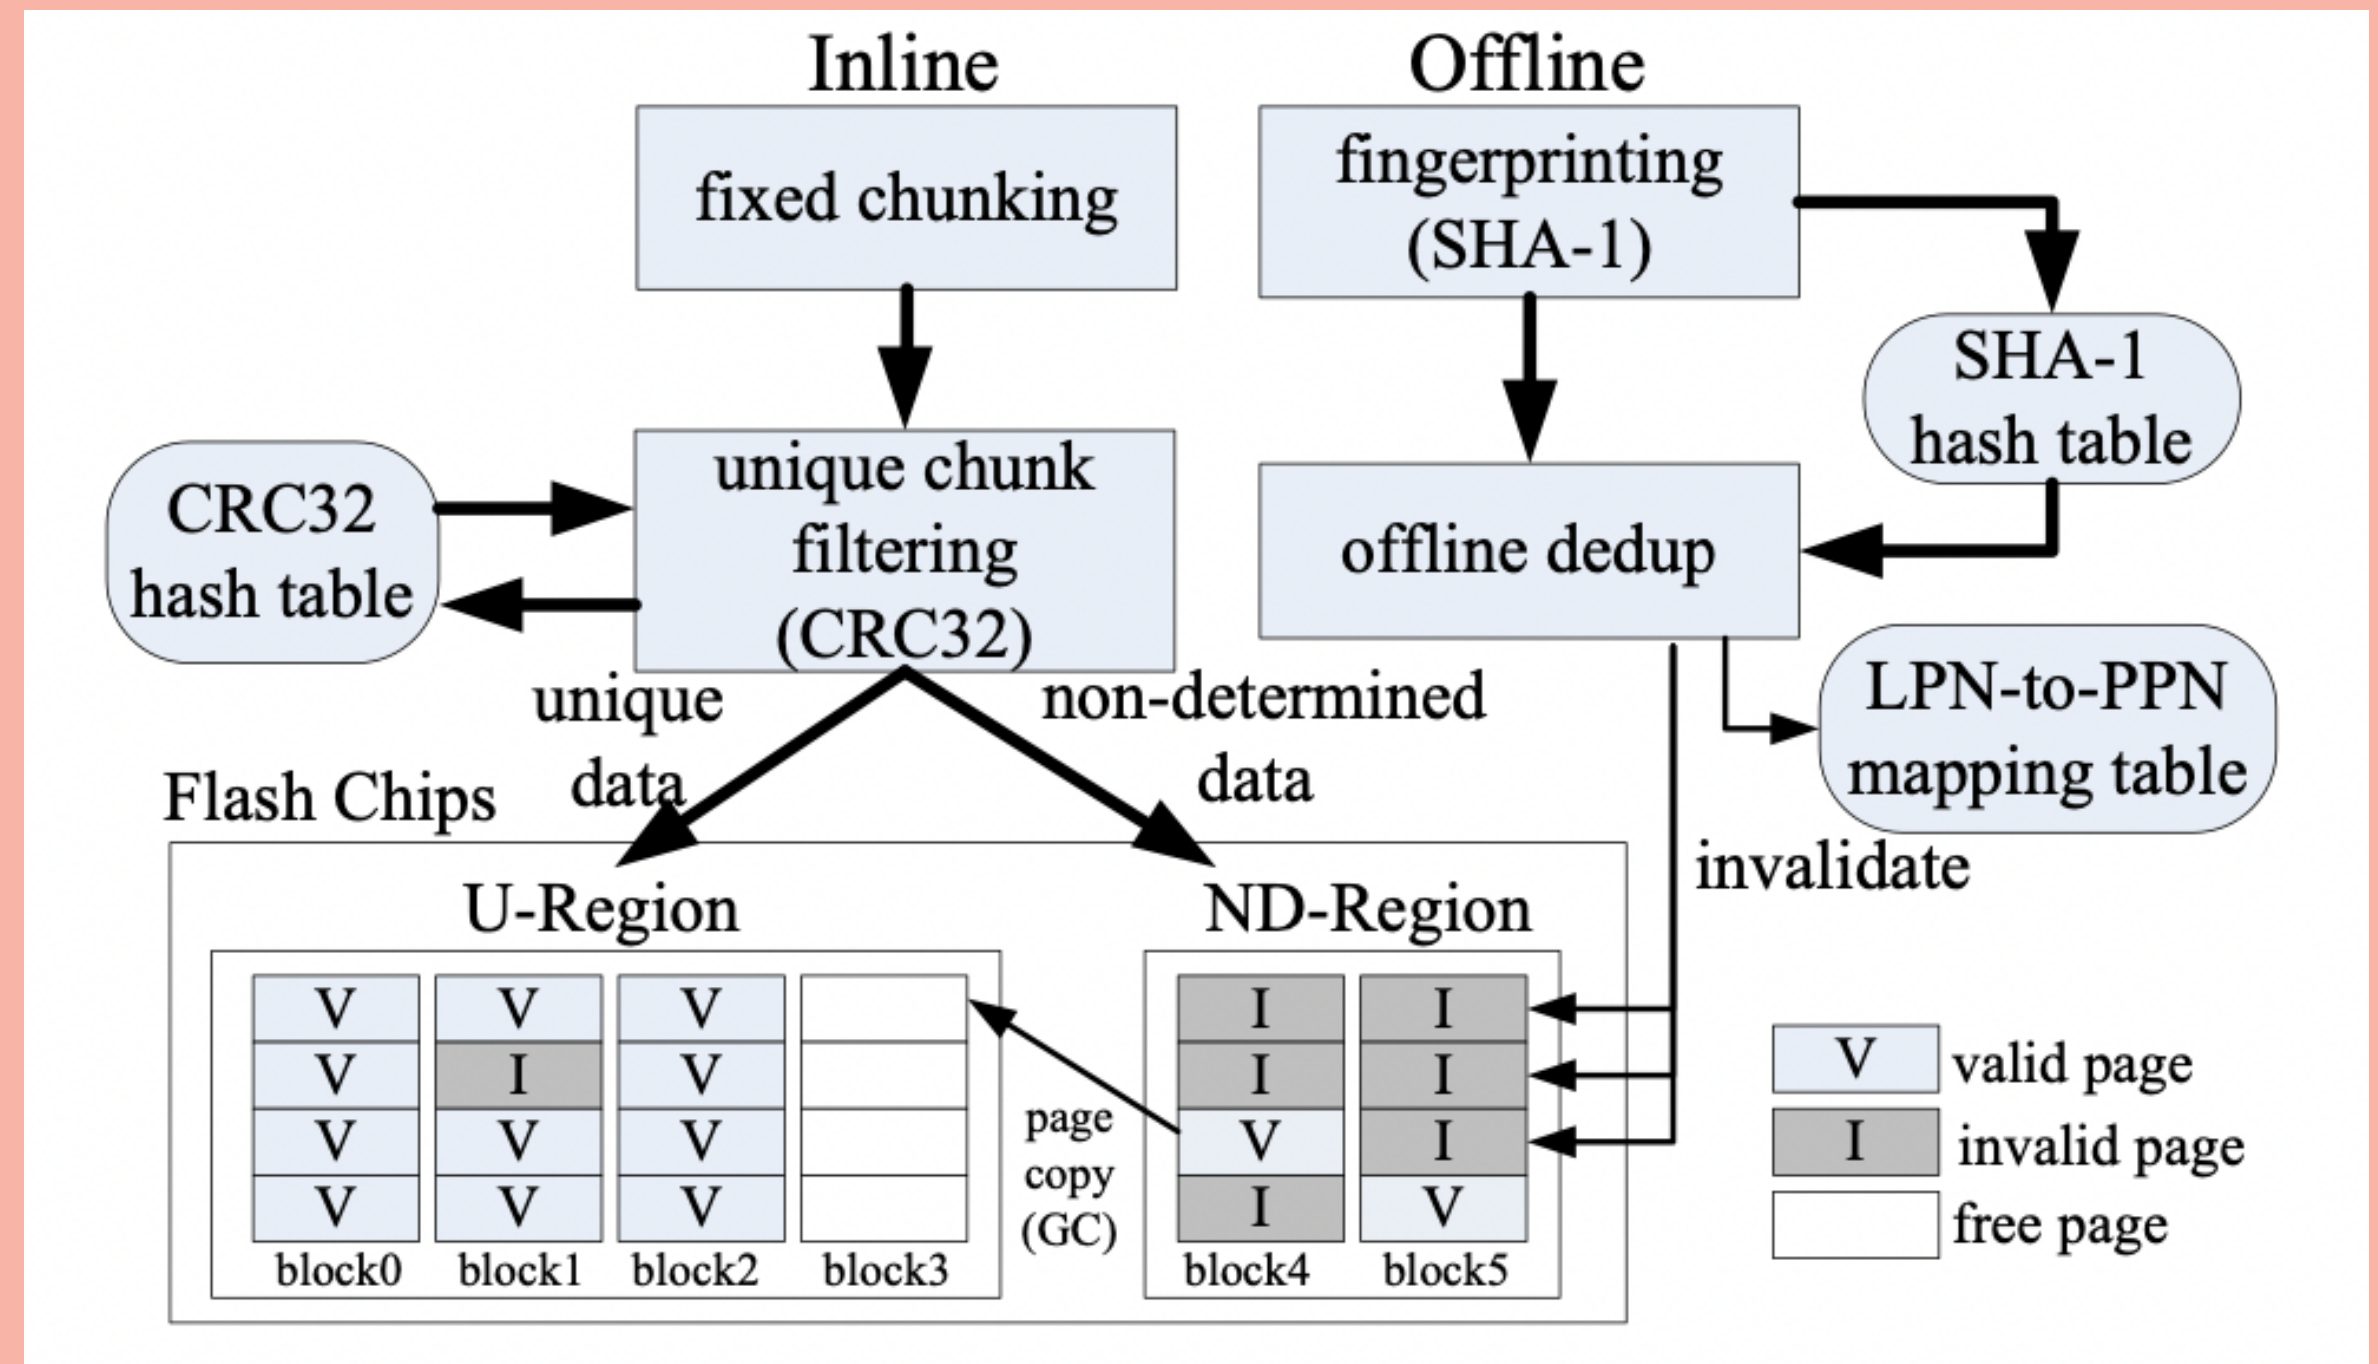 Inline
Offline
fixed chunking
fingerprinting
(SHA-1)
SHA-1
hash table
CRC32
hash table
unique chunk
filtering
(CRC32)
offline dedup
LPN-to-PPN
mapping table
unique
data
non-determined
data
invalidate
Flash Chips
U-Region
ND-Region
V
V
V
V
block0
V
I
V
V
block1
V
V
V
V
block2
block3
page
copy
(GC)
I
I
V
I
block4
I
I
I
V
block5
V valid page
I invalid page
free page